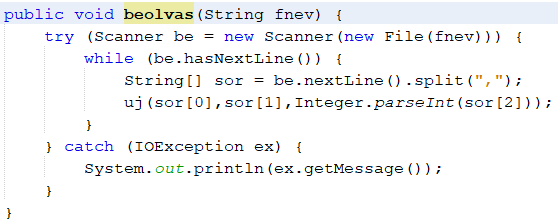 public void beolvas(String fnev) {
    try (Scanner be = new Scanner(new File(fnev))) {
        while (be.hasNextLine()) {
            String[] sor = be.nextLine().split(",");
            uj(sor[0],sor[1],Integer.parseInt(sor[2]));
        }
    } catch (IOException ex) {
        System.out.println(ex.getMessage());
    }
}